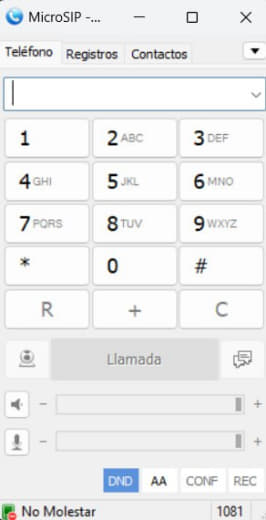 MicroSIP -...
Teléfono Registros Contactos
1 2 ABC 3 DEF
4 GHI 5 JKL 6 MNO
7 PQRS 8 TUV 9 WXYZ
* 0 #
R + C
Llamada
- +
- +
DND AA CONF REC
No Molestar 1081